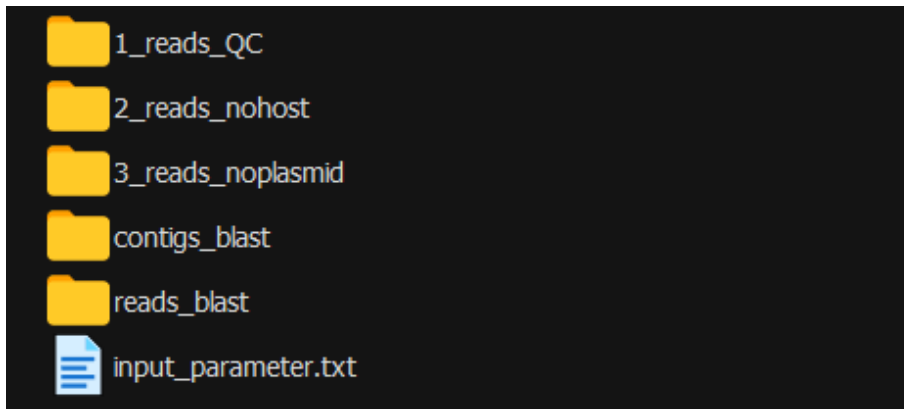 1_reads_QC
2_reads_nohost
3_reads_noplasmid
contigs_blast
reads_blast
input_parameter.txt